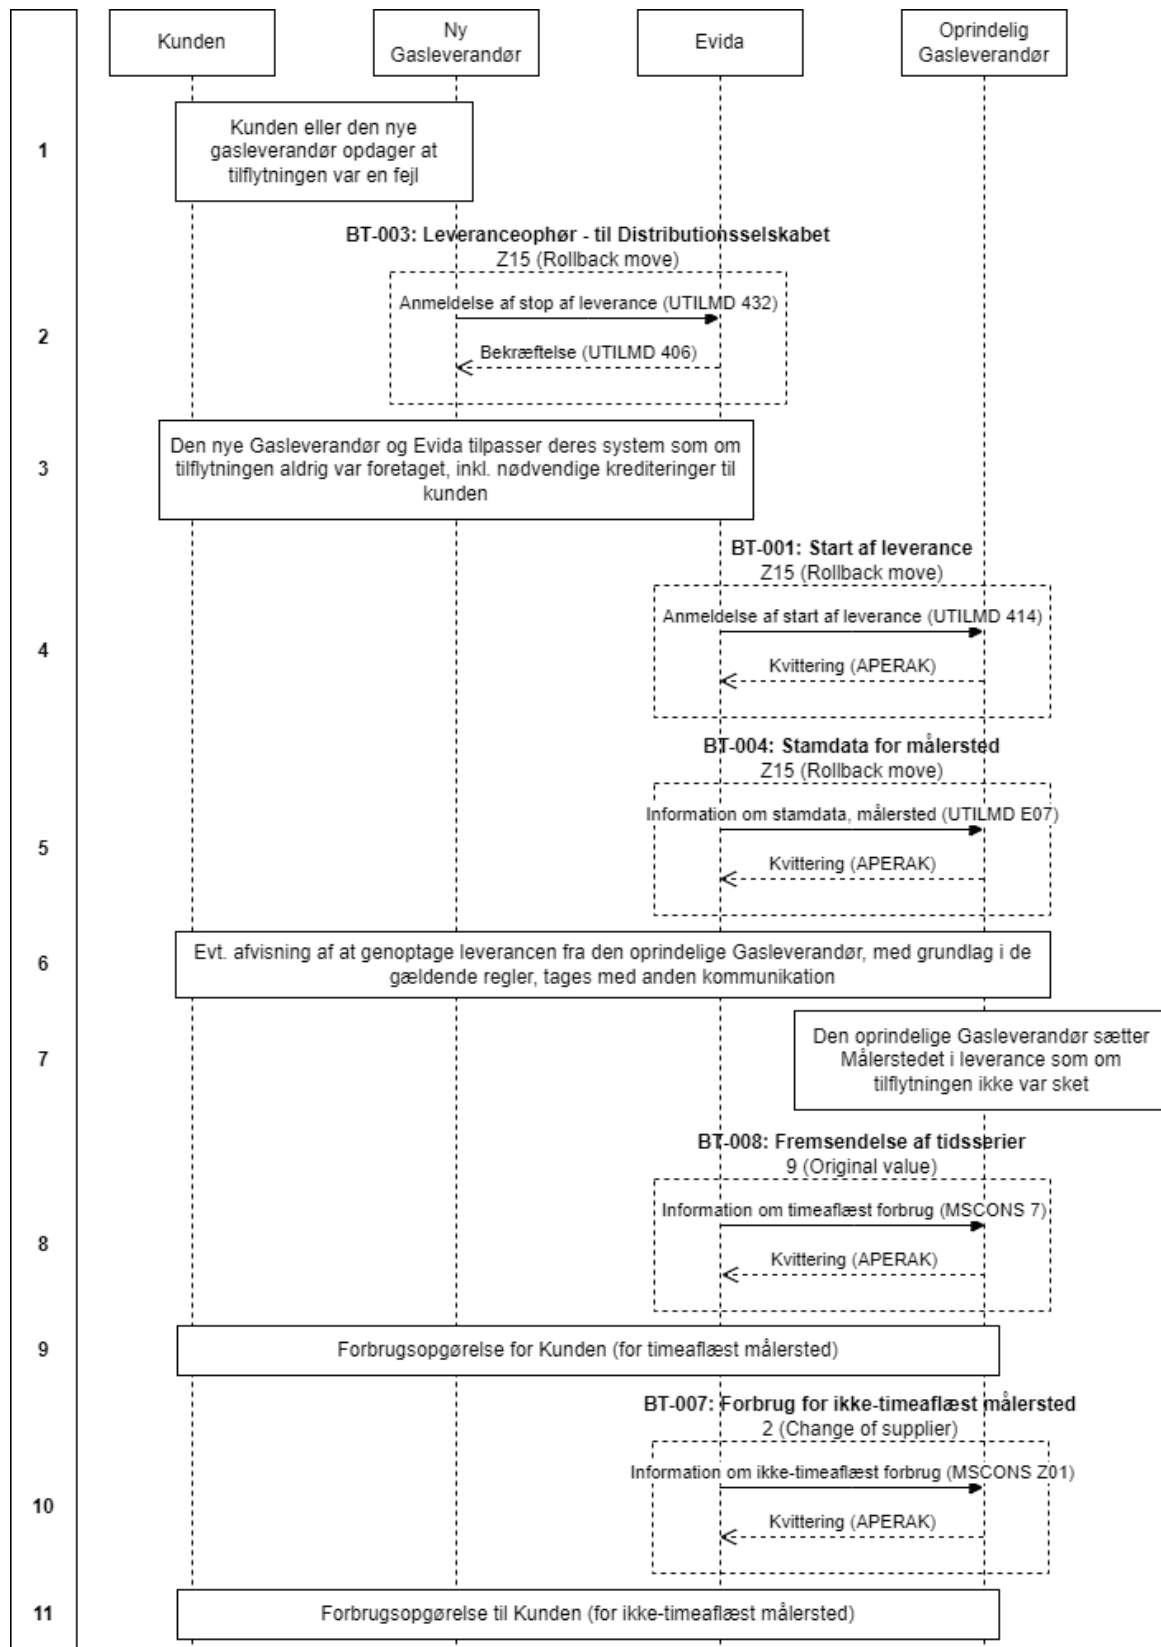 Kunden
Ny
Gasleverandør
Evida
Oprindelig
Gasleverandør
1
Kunden eller den nye
gasleverandør opdager at
tilflytningen var en fejl
BT-003: Leveranceophør - til Distributionsselskabet
Z15 (Rollback move)
2
Anmeldelse af stop af leverance (UTILMD 432)
Bekræftelse (UTILMD 406)
3
Den nye Gasleverandør og Evida tilpasser deres system som om
tilflytningen aldrig var foretaget, inkl. nødvendige krediteringer til
kunden
BT-001: Start af leverance
Z15 (Rollback move)
4
Anmeldelse af start af leverance (UTILMD 414)
Kvittering (APERAK)
BT-004: Stamdata for målersted
Z15 (Rollback move)
5
Information om stamdata, målersted (UTILMD E07)
Kvittering (APERAK)
6
Evt. afvisning af at genoptage leverancen fra den oprindelige Gasleverandør, med grundlag i de
gældende regler, tages med anden kommunikation
7
Den oprindelige Gasleverandør sætter
Målerstedet i leverance som om
tilflytningen ikke var sket
BT-008: Fremsendelse af tidsserier
9 (Original value)
8
Information om timeaflæst forbrug (MSCONS 7)
Kvittering (APERAK)
9
Forbrugsopgørelse for Kunden (for timeaflæst målersted)
BT-007: Forbrug for ikke-timeaflæst målersted
2 (Change of supplier)
10
Information om ikke-timeaflæst forbrug (MSCONS Z01)
Kvittering (APERAK)
11
Forbrugsopgørelse til Kunden (for ikke-timeaflæst målersted)